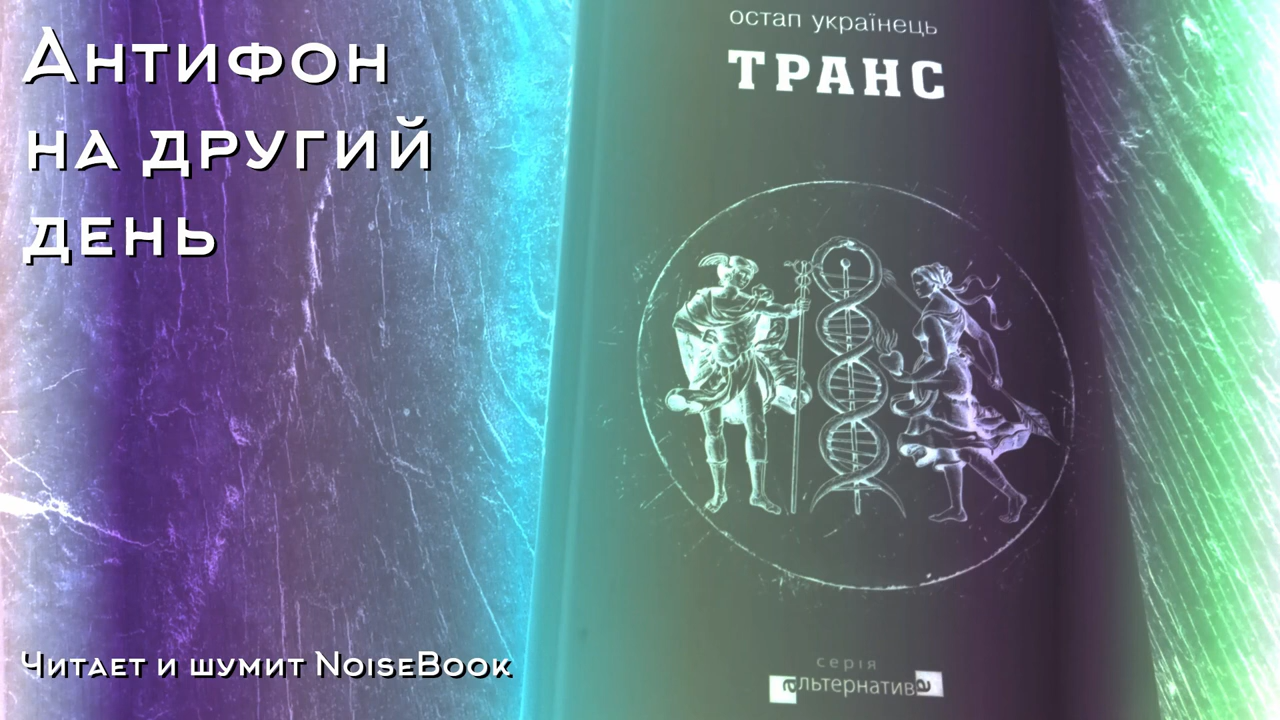 Антифон
на другий
день
Читает и шумит NoiseBook
остап українець
ТРАНС
серія
альтернатива